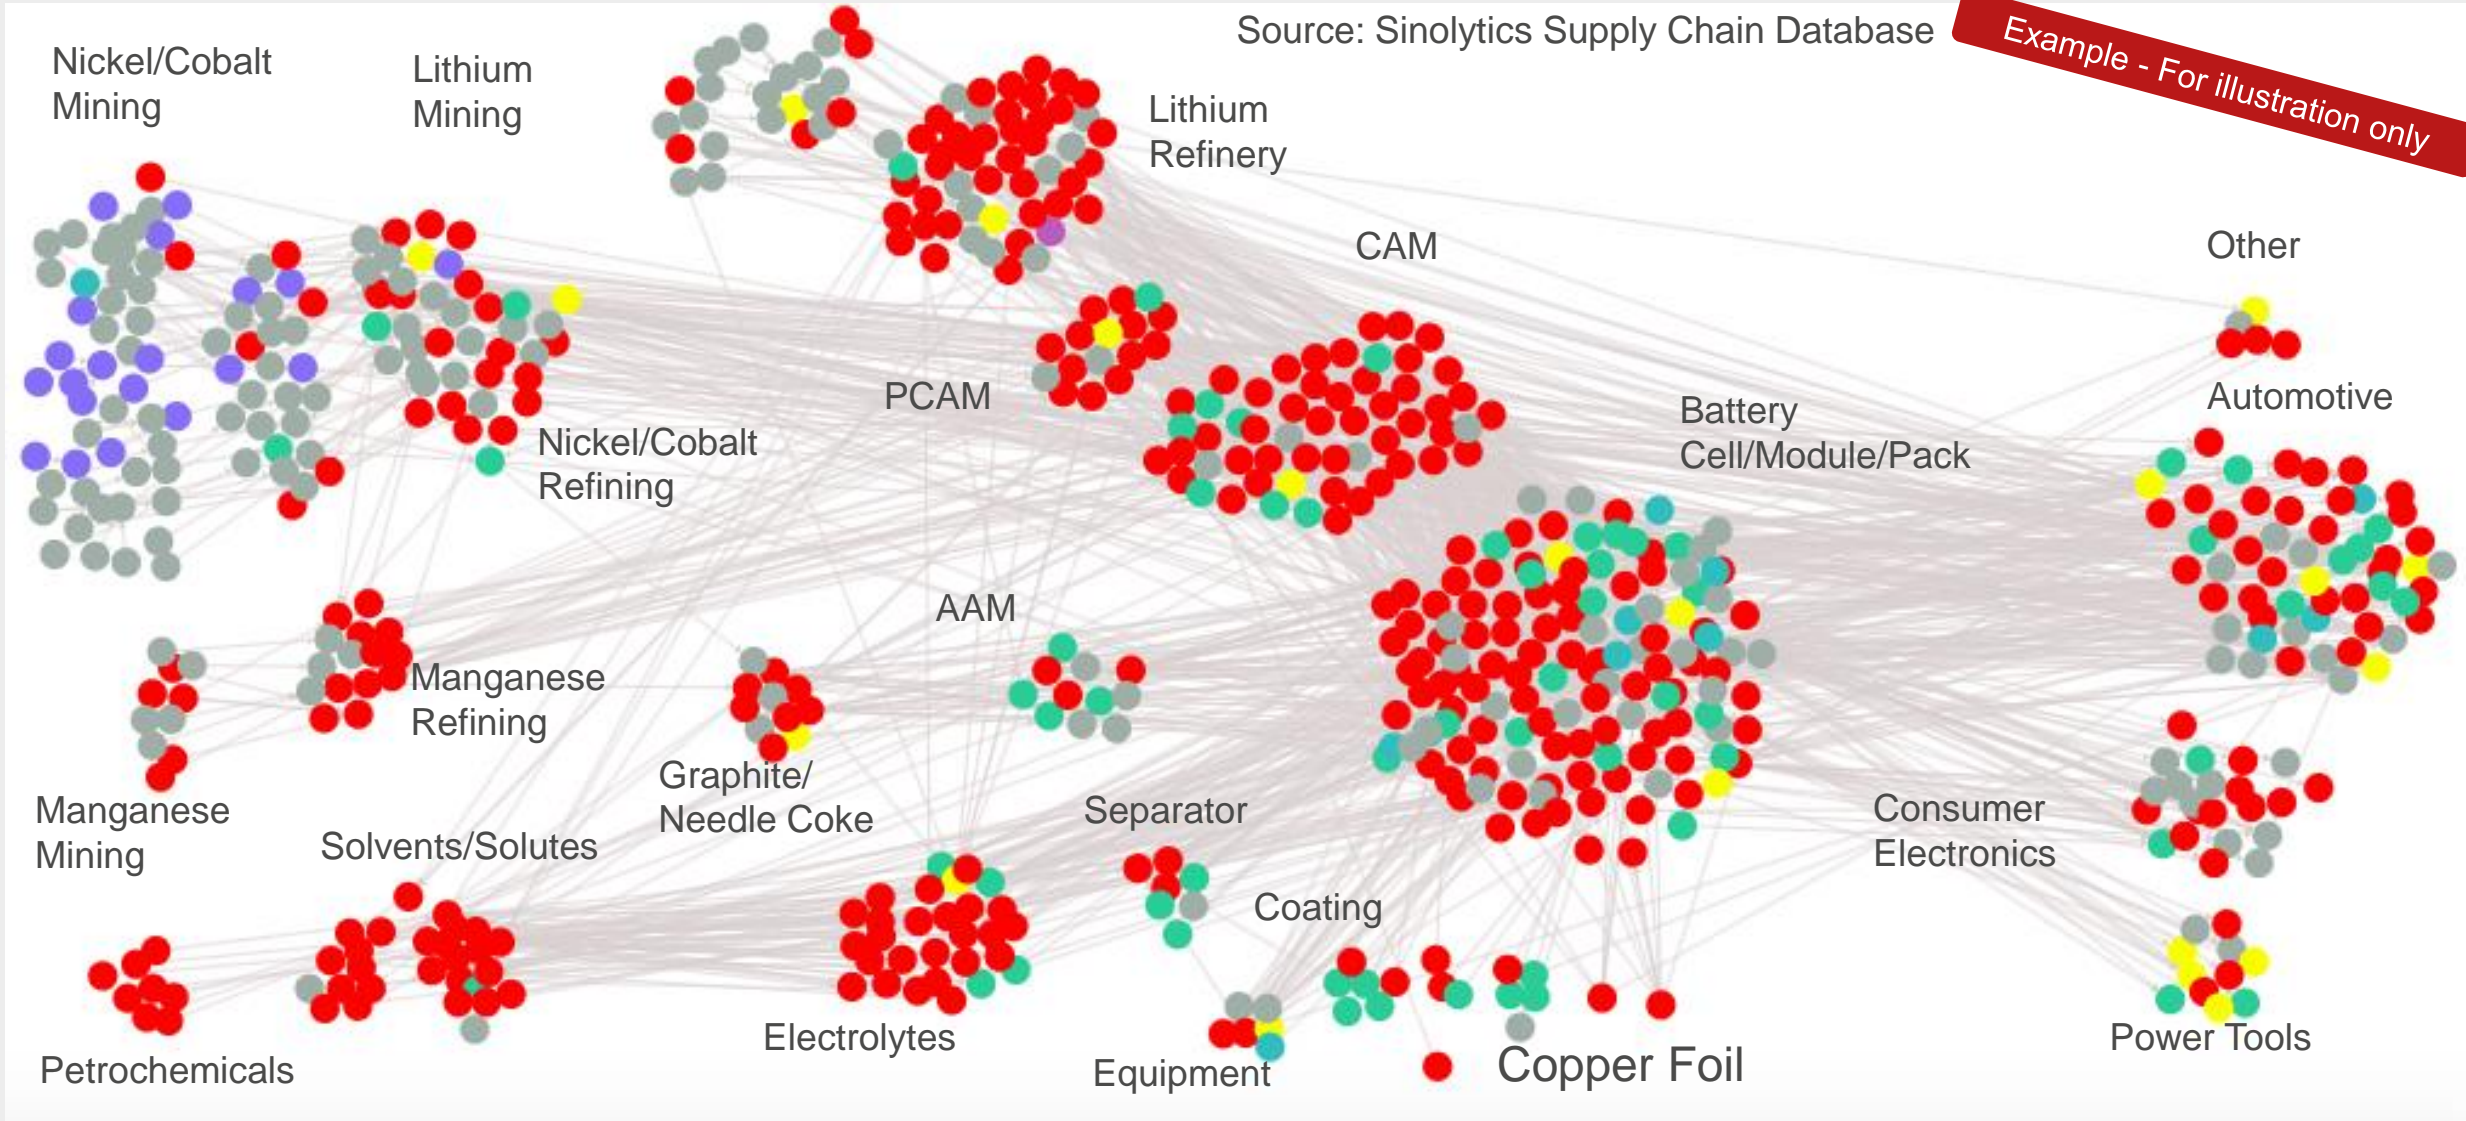 Source: Sinolytics Supply Chain Database
Example - For illustration only
Nickel/Cobalt
Mining
Lithium
Mining
Lithium
Refinery
CAM
Other
PCAM
Automotive
Battery
Cell/Module/Pack
Nickel/Cobalt
Refining
AAM
Manganese
Refining
Graphite/
Needle Coke
Separator
Consumer
Electronics
Manganese
Mining
Solvents/Solutes
Coating
Electrolytes
Power Tools
Petrochemicals
Equipment
Copper Foil